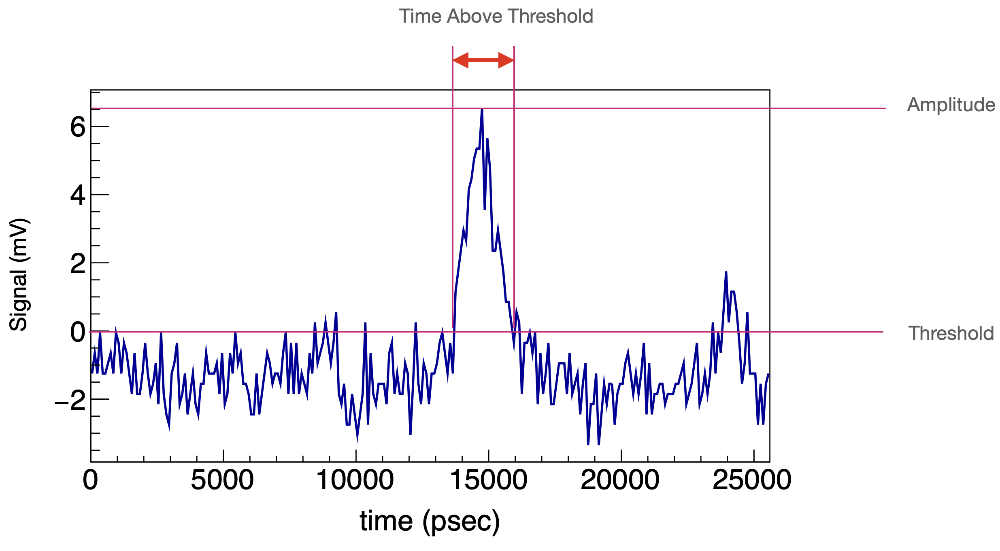 Time Above Threshold
Amplitude
6
4
2
0
−2
Signal (mV)
Threshold
0 5000 10000 15000 20000 25000
time (psec)